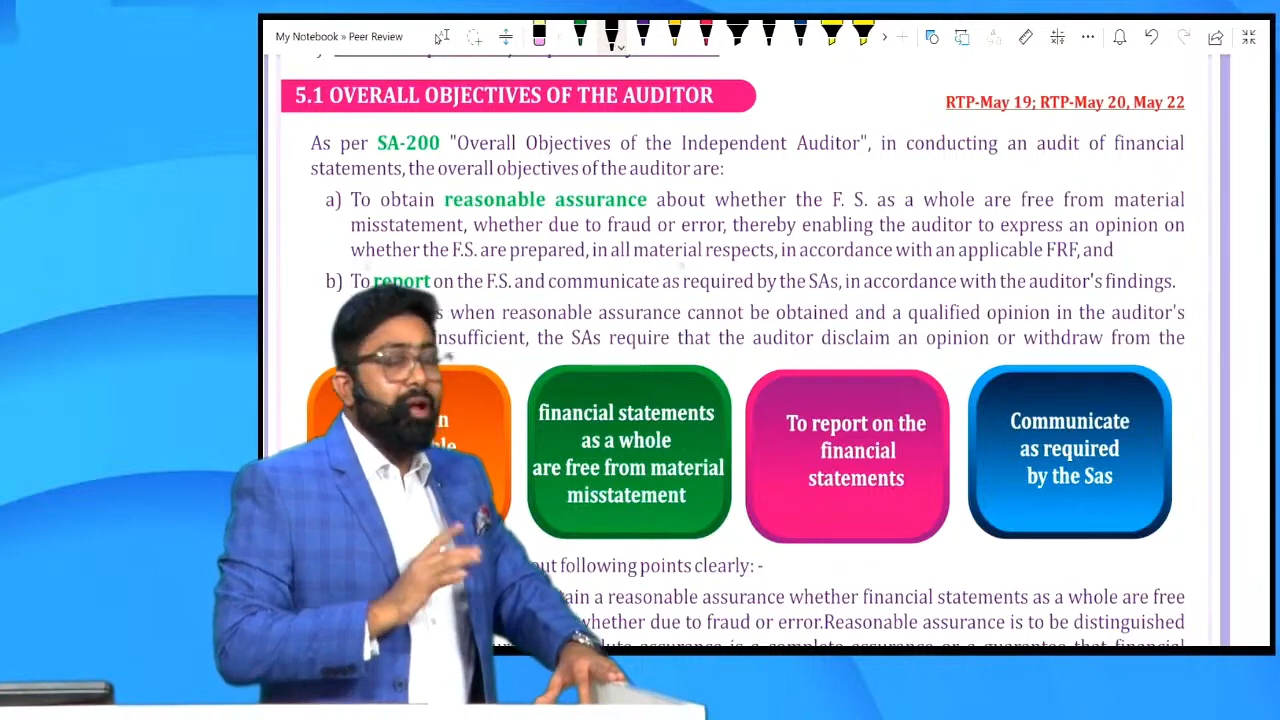 My Notebook » Peer Review
5.1 OVERALL OBJECTIVES OF THE AUDITOR
RTP-May 19; RTP-May 20, May 22
As per SA-200 "Overall Objectives of the Independent Auditor", in conducting an audit of financial
statements, the overall objectives of the auditor are:
a) To obtain reasonable assurance about whether the F. S. as a whole are free from material
misstatement, whether due to fraud or error, thereby enabling the auditor to express an opinion on
whether the F.S. are prepared, in all material respects, in accordance with an applicable FRF, and
b) To report on the F.S. and communicate as required by the SAs, in accordance with the auditor's findings.
when reasonable assurance cannot be obtained and a qualified opinion in the auditor's
insufficient, the SAs require that the auditor disclaim an opinion or withdraw from the
financial statements
as a whole
are free from material
misstatement
To report on the
financial
statements
Communicate
as required
by the Sas
following points clearly: -
a reasonable assurance whether financial statements as a whole are free
whether due to fraud or error.Reasonable assurance is to be distinguished
assurance is a complete assurance or a guarantee that financial